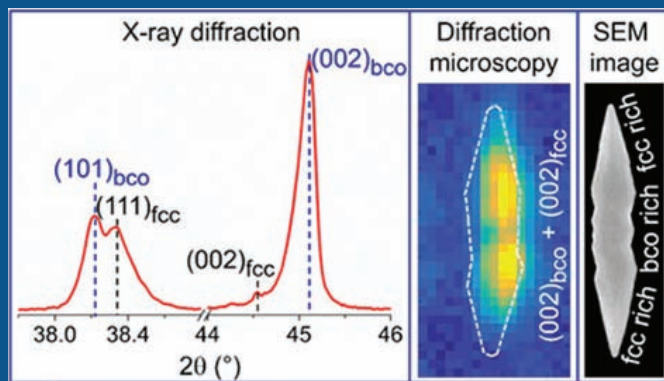 X-ray diffraction
(002)bco
(101)bco
(111)fcc
(002)fcc
38.0 38.4 44 45 46
2θ (°)
Diffraction
microscopy
(002)bco + (002)fcc
SEM
image
fcc rich bco rich fcc rich